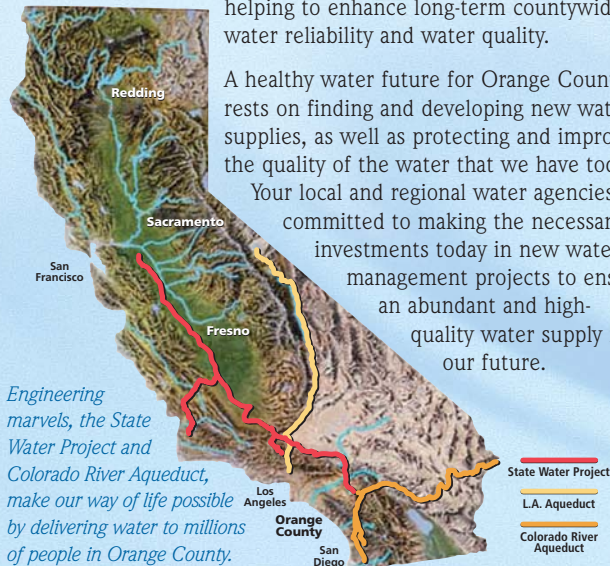 helping to enhance long-term countywid
water reliability and water quality.
A healthy water future for Orange Coun
rests on finding and developing new wat
supplies, as well as protecting and impro
the quality of the water that we have too
Your local and regional water agencies
committed to making the necessar
investments today in new wate
management projects to ens
an abundant and high-
quality water supply
our future.
Redding
Sacramento
San
Francisco
Fresno
Engineering
marvels, the State
Water Project and
Colorado River Aqueduct,
make our way of life possible
by delivering water to millions
of people in Orange County.
Los
Angeles
Orange
County
San
Diego
State Water Project
L.A. Aqueduct
Colorado River
Aqueduct